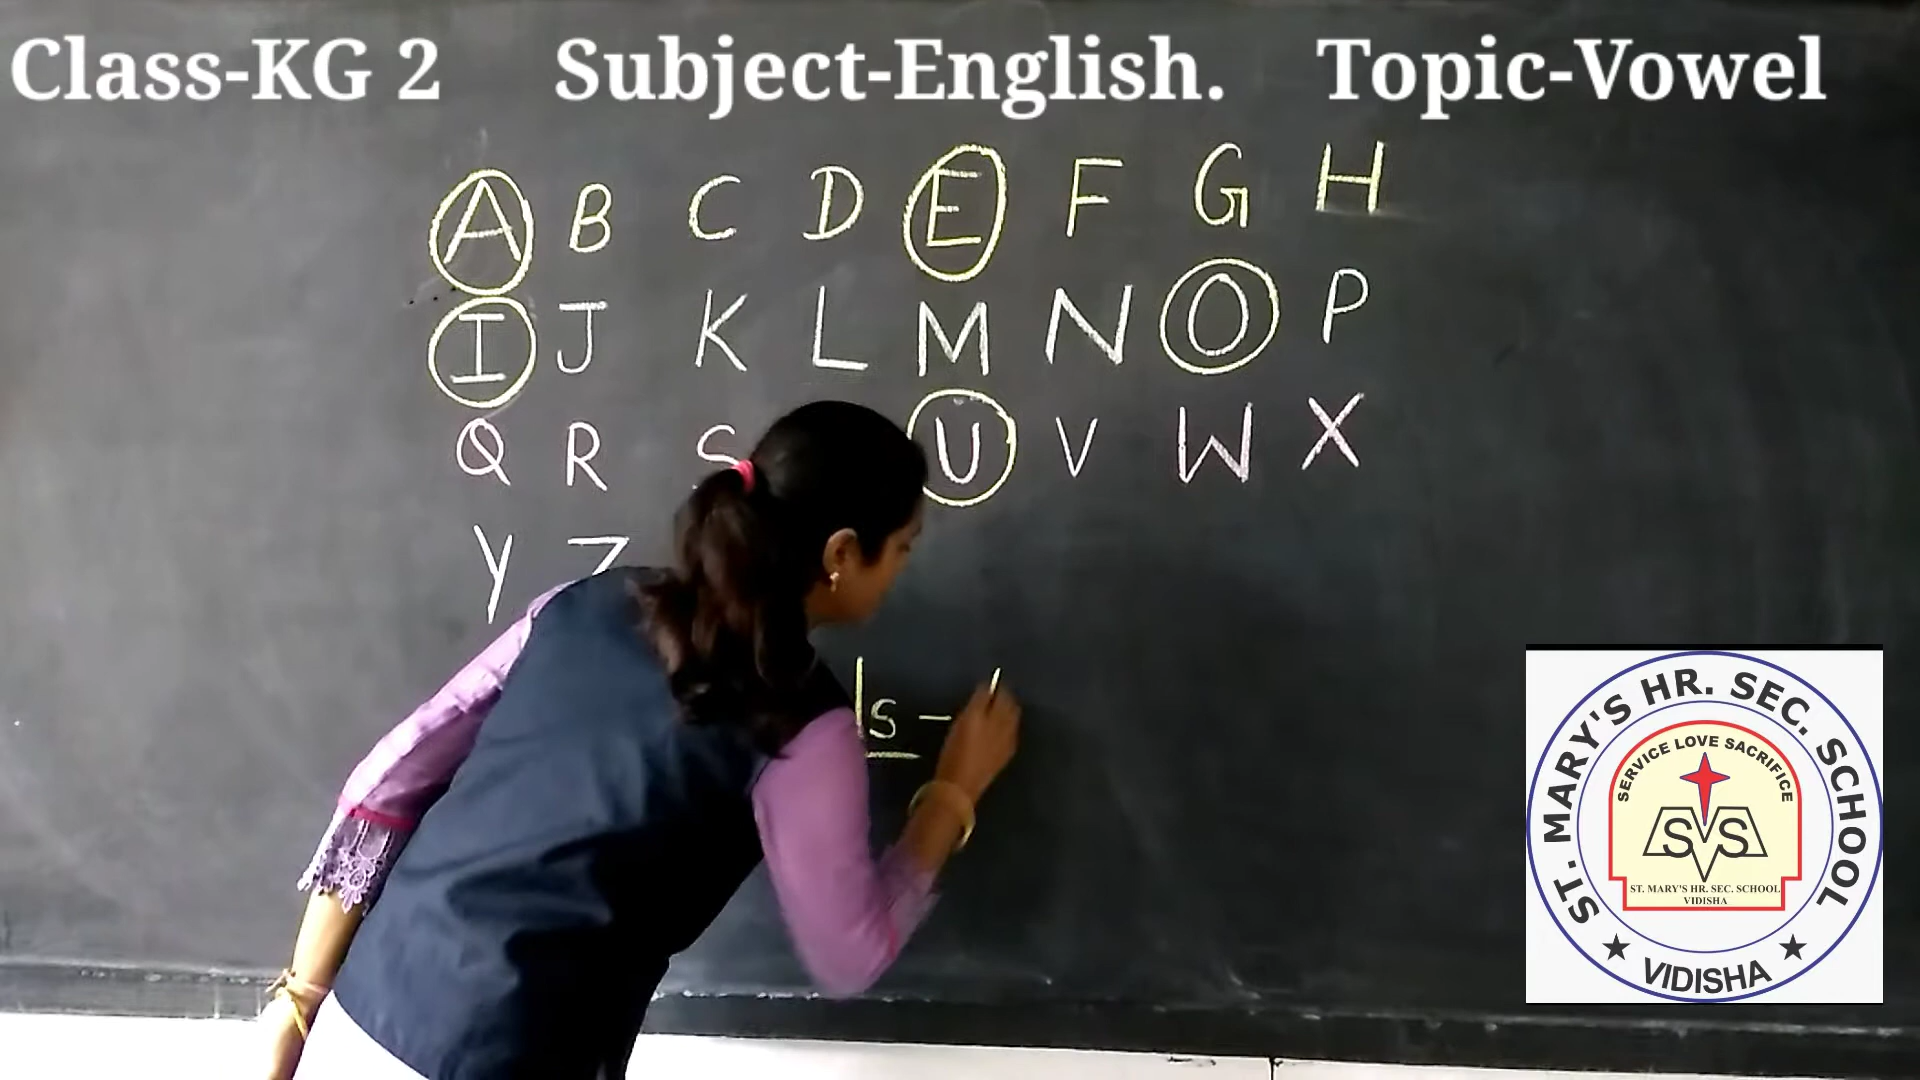 Class-KG 2 Subject-English. Topic-Vowel
A B C D E F G H
I J K L M N O P
Q R S U V W X
Y Z
ls -
ST. MARY'S HR. SEC. SCHOOL
SERVICE LOVE SACRIFICE
SVS
ST. MARY'S HR. SEC. SCHOOL
VIDISHA
★ VIDISHA ★